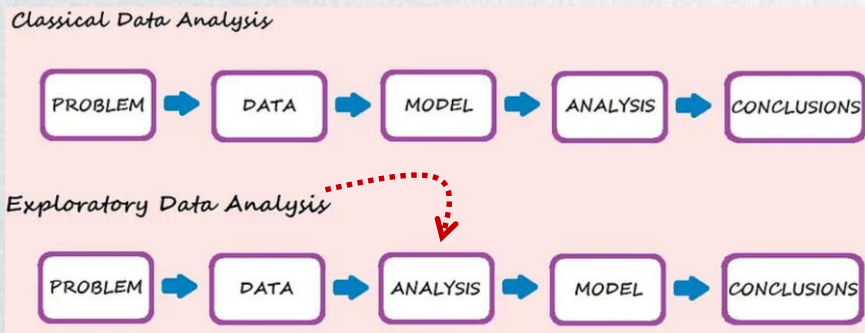 Classical Data Analysis
PROBLEM DATA MODEL ANALYSIS CONCLUSIONS
Exploratory Data Analysis
PROBLEM DATA ANALYSIS MODEL CONCLUSIONS